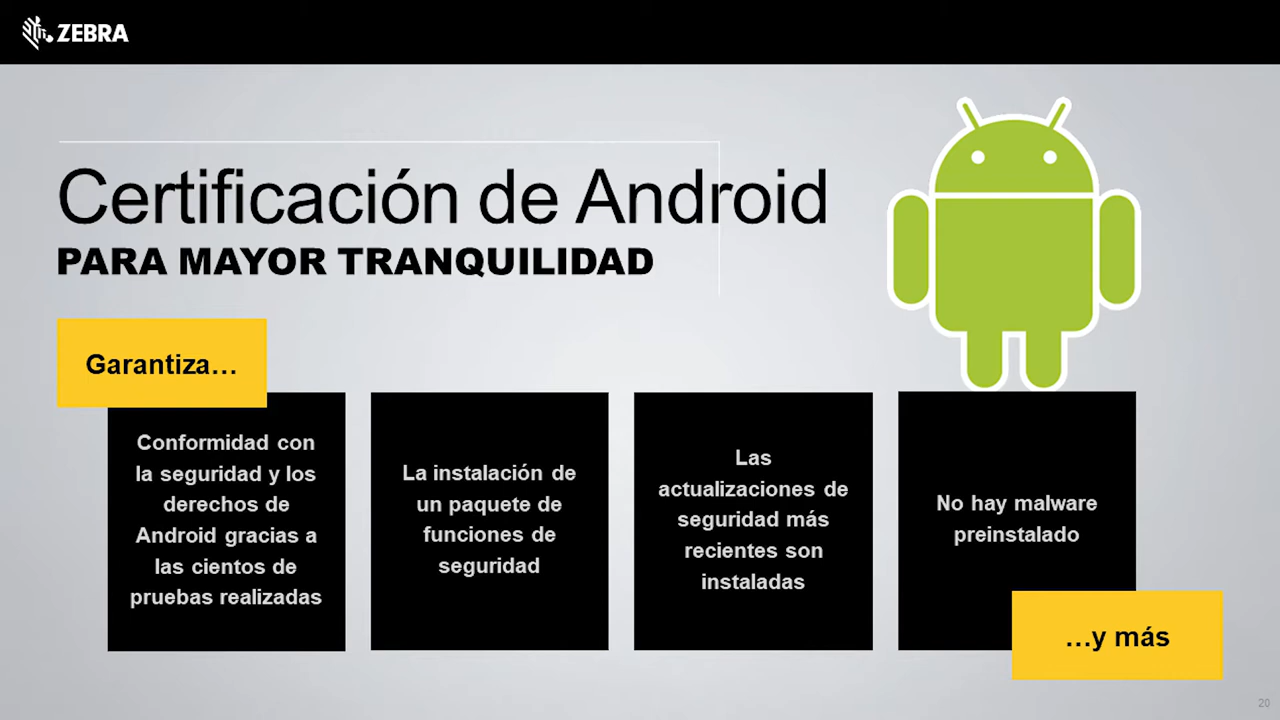 ZEBRA
Certificación de Android
PARA MAYOR TRANQUILIDAD
Garantiza…
Conformidad con
la seguridad y los
derechos de
Android gracias a
las cientos de
pruebas realizadas
La instalación de
un paquete de
funciones de
seguridad
Las
actualizaciones de
seguridad más
recientes son
instaladas
No hay malware
preinstalado
…y más
20